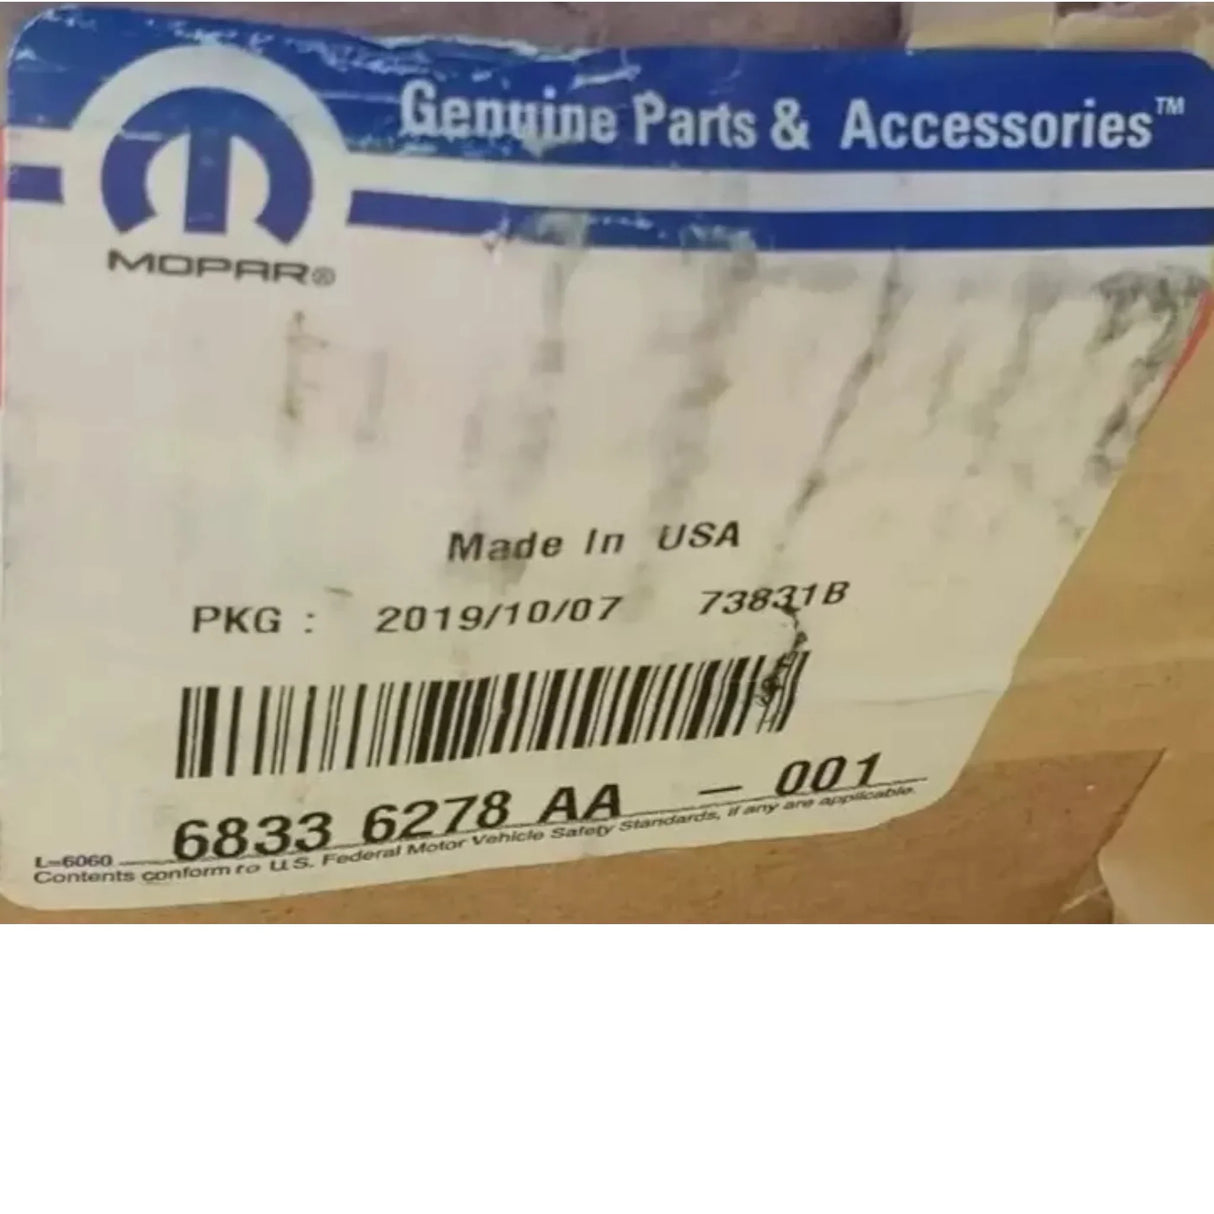 Genuine Parts & Accessories™
MOPAR®
Made In USA
PKG : 2019/10/07 73831B
6833 6278 AA - 001
L-6060
Contents conform to U.S. Federal Motor Vehicle Safety Standards, if any are applicable.